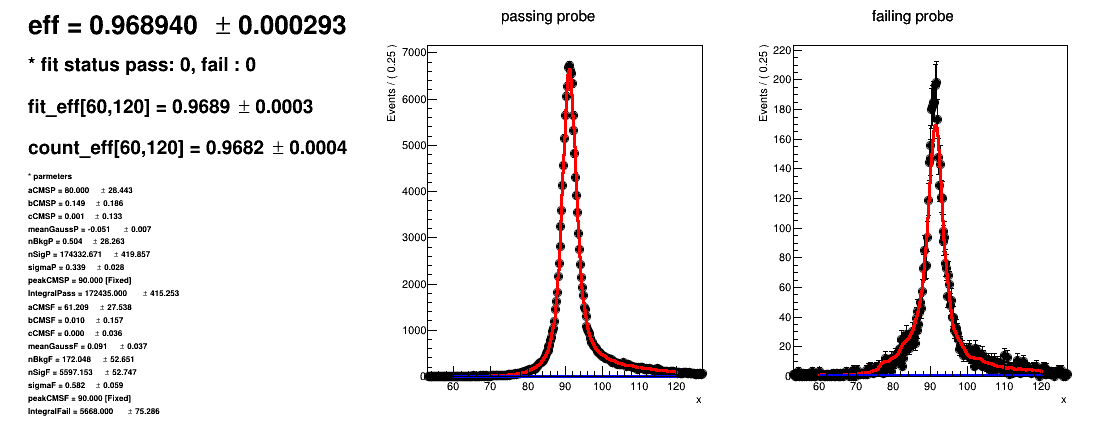 eff = 0.968940 ± 0.000293
* fit status pass: 0, fail : 0
fit_eff[60,120] = 0.9689 ± 0.0003
count_eff[60,120] = 0.9682 ± 0.0004
* parmeters
aCMSP = 80.000 ± 28.443
bCMSP = 0.149 ± 0.186
cCMSP = 0.001 ± 0.133
meanGaussP = -0.051 ± 0.007
nBkgP = 0.504 ± 28.263
nSigP = 174332.671 ± 419.857
sigmaP = 0.339 ± 0.028
peakCMSP = 90.000 [Fixed]
IntegralPass = 172435.000 ± 415.253
aCMSF = 61.209 ± 27.538
bCMSF = 0.010 ± 0.157
cCMSF = 0.000 ± 0.036
meanGaussF = 0.091 ± 0.037
nBkgF = 172.048 ± 52.651
nSigF = 5597.153 ± 52.747
sigmaF = 0.582 ± 0.059
peakCMSF = 90.000 [Fixed]
IntegralFail = 5668.000 ± 75.286
passing probe
Events / ( 0.25 )
7000
6000
5000
4000
3000
2000
1000
0
60 70 80 90 100 110 120
x
failing probe
Events / ( 0.25 )
220
200
180
160
140
120
100
80
60
40
20
0
60 70 80 90 100 110 120
x